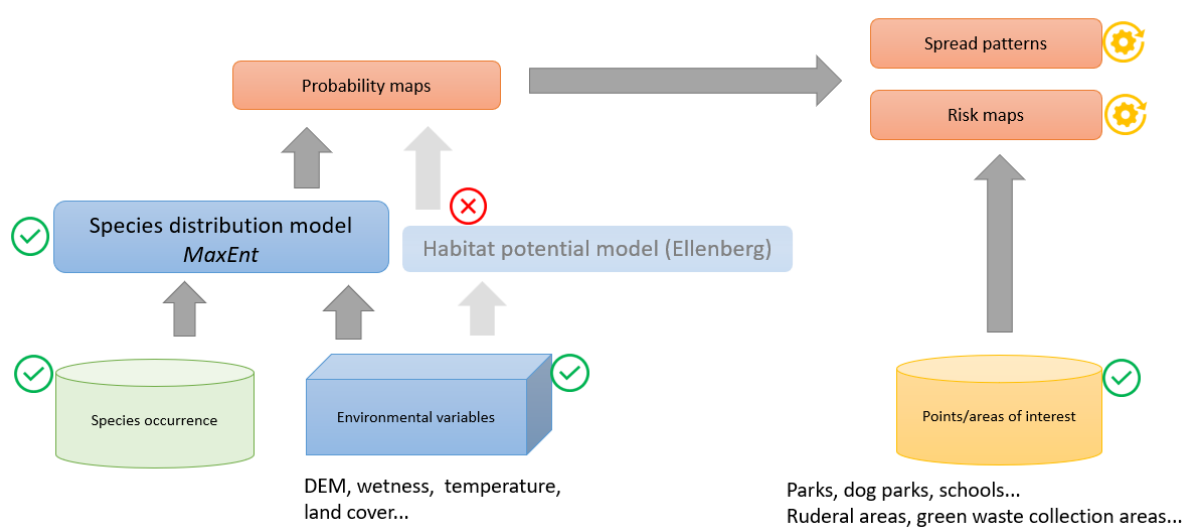 Spread patterns
Probability maps
Risk maps
Species distribution model
MaxEnt
Habitat potential model (Ellenberg)
Species occurrence
Environmental variables
Points/areas of interest
DEM, wetness, temperature,
land cover...
Parks, dog parks, schools...
Ruderal areas, green waste collection areas...